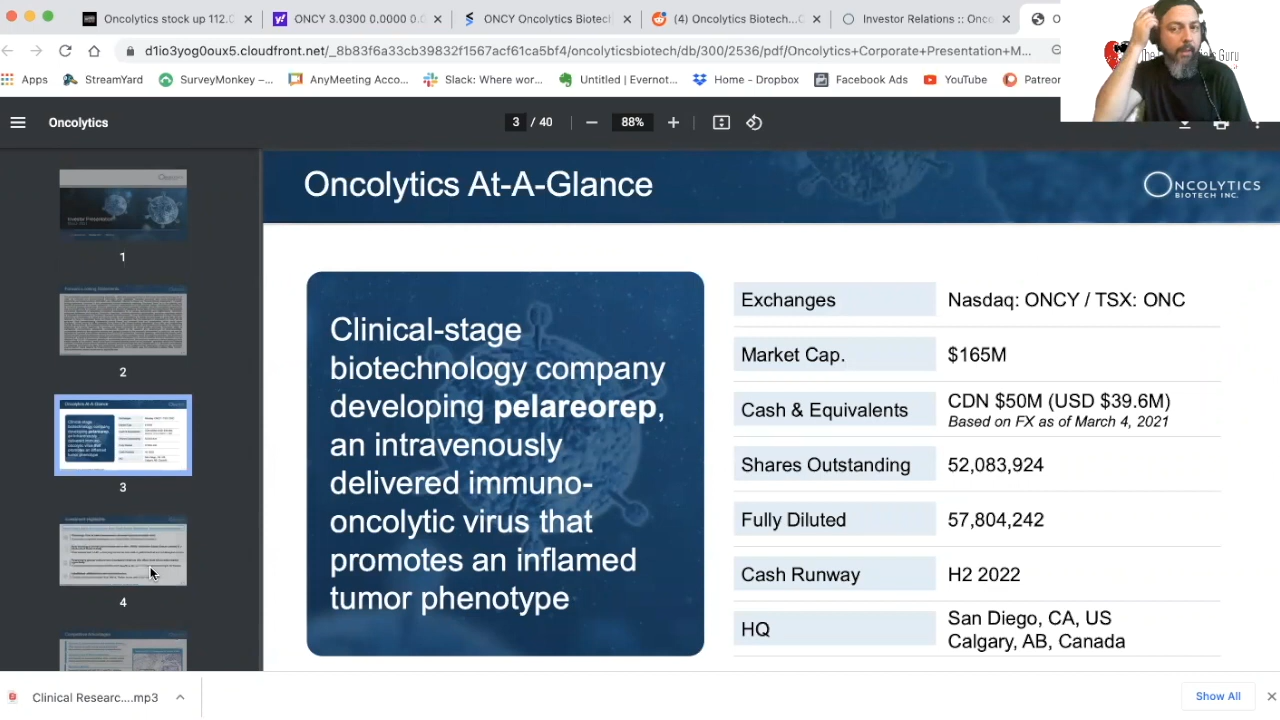 Oncolytics stock up 112.0
ONCY 3.0300 0.0000 0.0
ONCY Oncolytics Biotecl
(4) Oncolytics Biotech...C
Investor Relations :: Onc
O
d1io3yog0oux5.cloudfront.net/_8b83f6a33cb39832f1567acf61ca5bf4/oncolyticsbiotech/db/300/2536/pdf/Oncolytics+Corporate+Presentation+M...
Apps
StreamYard
SurveyMonkey –...
AnyMeeting Acco...
Slack: Where wor...
Untitled | Evernot...
Home - Dropbox
Facebook Ads
YouTube
Patreo
Guru
Oncolytics
3 / 40
88%
Oncolytics At-A-Glance
ONCOLYTICS
BIOTECH INC.
1
2
3
4
Clinical-stage
biotechnology company
developing pelareorep,
an intravenously
delivered immuno-
oncolytic virus that
promotes an inflamed
tumor phenotype
Exchanges Nasdaq: ONCY / TSX: ONC
Market Cap. $165M
Cash & Equivalents CDN $50M (USD $39.6M)
Based on FX as of March 4, 2021
Shares Outstanding 52,083,924
Fully Diluted 57,804,242
Cash Runway H2 2022
HQ San Diego, CA, US
Calgary, AB, Canada
Clinical Researc....mp3
Show All